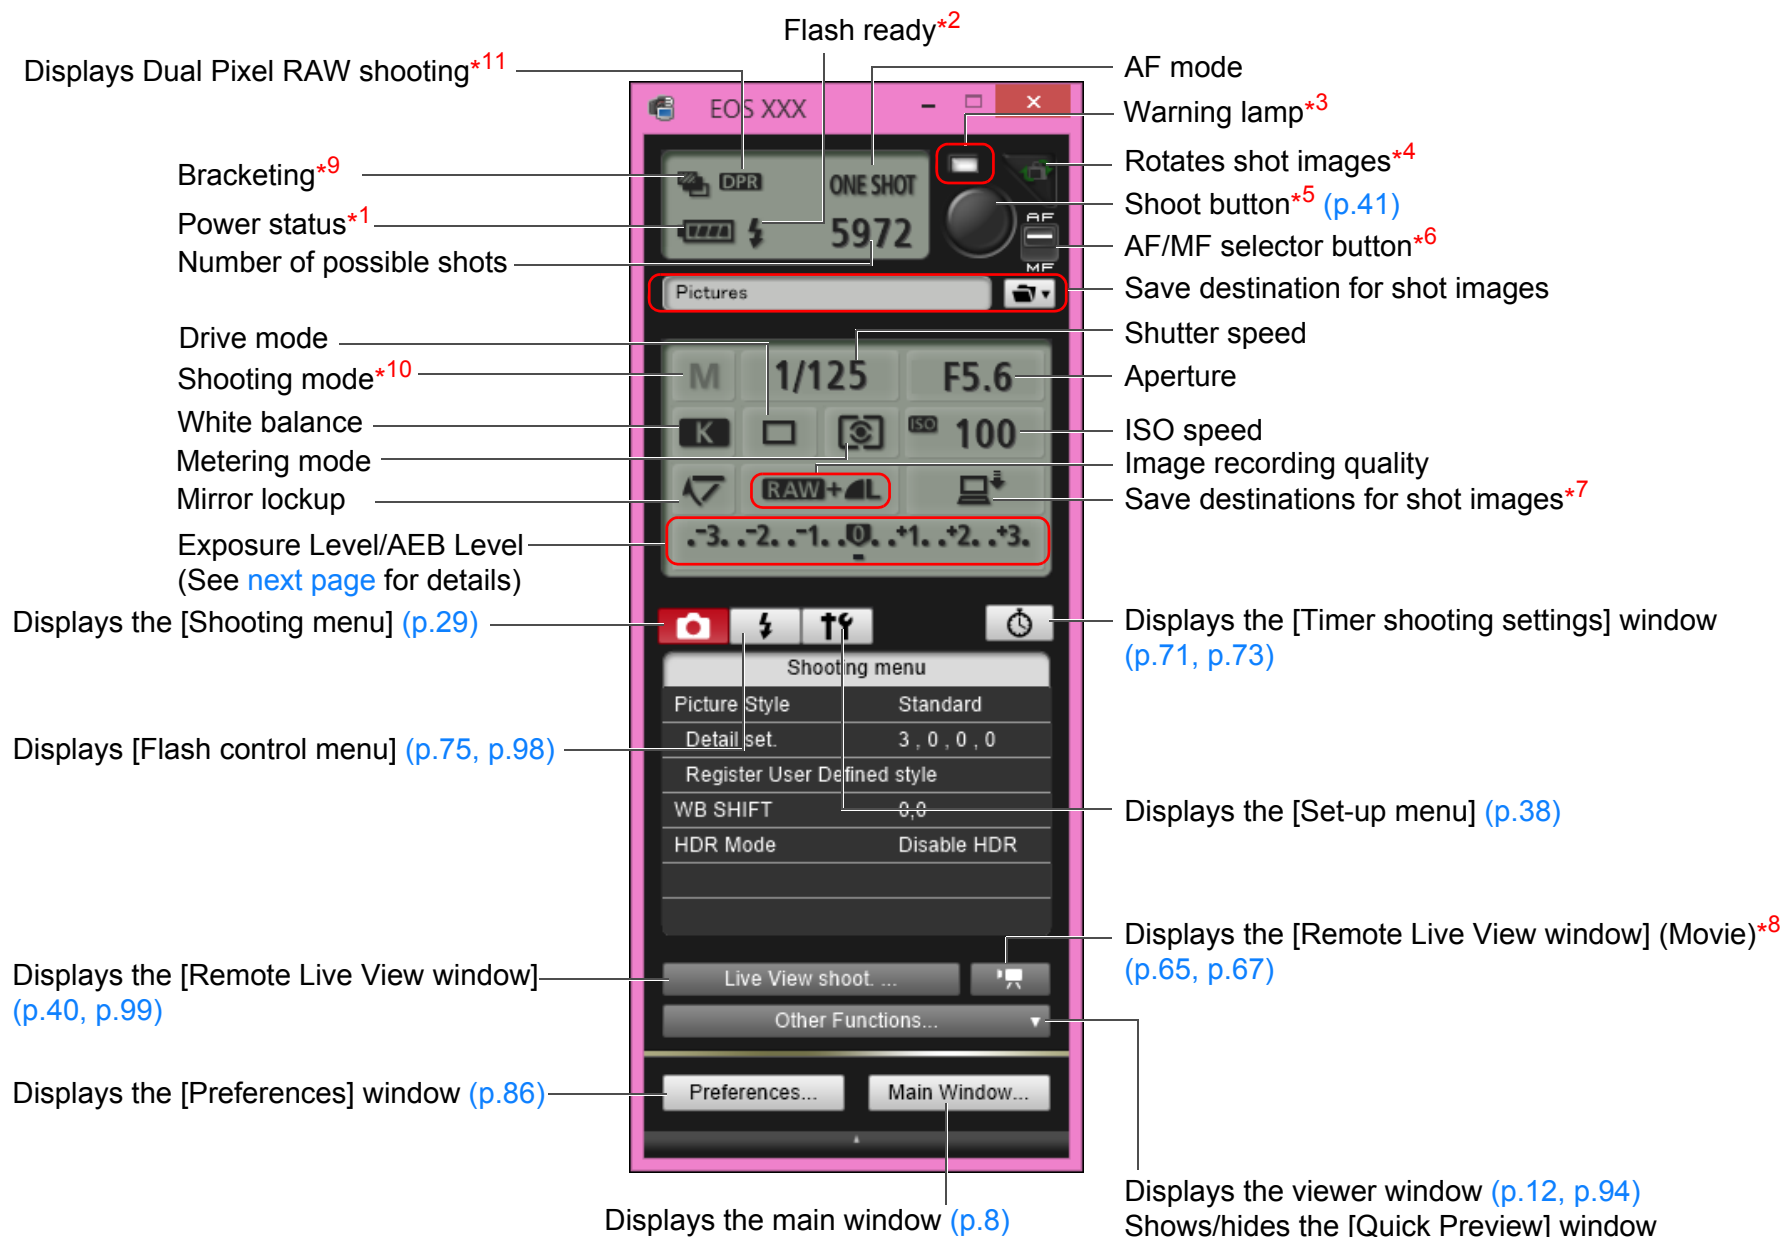 Flash ready*2
Displays Dual Pixel RAW shooting*11
AF mode
Warning lamp*3
Bracketing*9
Rotates shot images*4
Power status*1
Shoot button*5 (p.41)
Number of possible shots
AF/MF selector button*6
Save destination for shot images
Drive mode
Shutter speed
Shooting mode*10
Aperture
White balance
ISO speed
Metering mode
Image recording quality
Mirror lockup
Save destinations for shot images*7
Exposure Level/AEB Level
(See next page for details)
Displays the [Shooting menu] (p.29)
Displays the [Timer shooting settings] window
(p.71, p.73)
Displays [Flash control menu] (p.75, p.98)
Displays the [Set-up menu] (p.38)
Displays the [Remote Live View window] (Movie)*8
(p.65, p.67)
Displays the [Remote Live View window]
(p.40, p.99)
Displays the [Preferences] window (p.86)
Displays the main window (p.8)
Displays the viewer window (p.12, p.94)
Shows/hides the [Quick Preview] window
EOS XXX
DPR
ONE SHOT
5972
AF
MF
Pictures
M 1/125 F5.6
K ISO 100
RAW+L
.-3. .-2. .-1. .0. .+1. .+2. .+3.
Shooting menu
Picture Style Standard
Detail set. 3 , 0 , 0 , 0
Register User Defined style
WB SHIFT 0,0
HDR Mode Disable HDR
Live View shoot. ...
Other Functions...
Preferences...
Main Window...